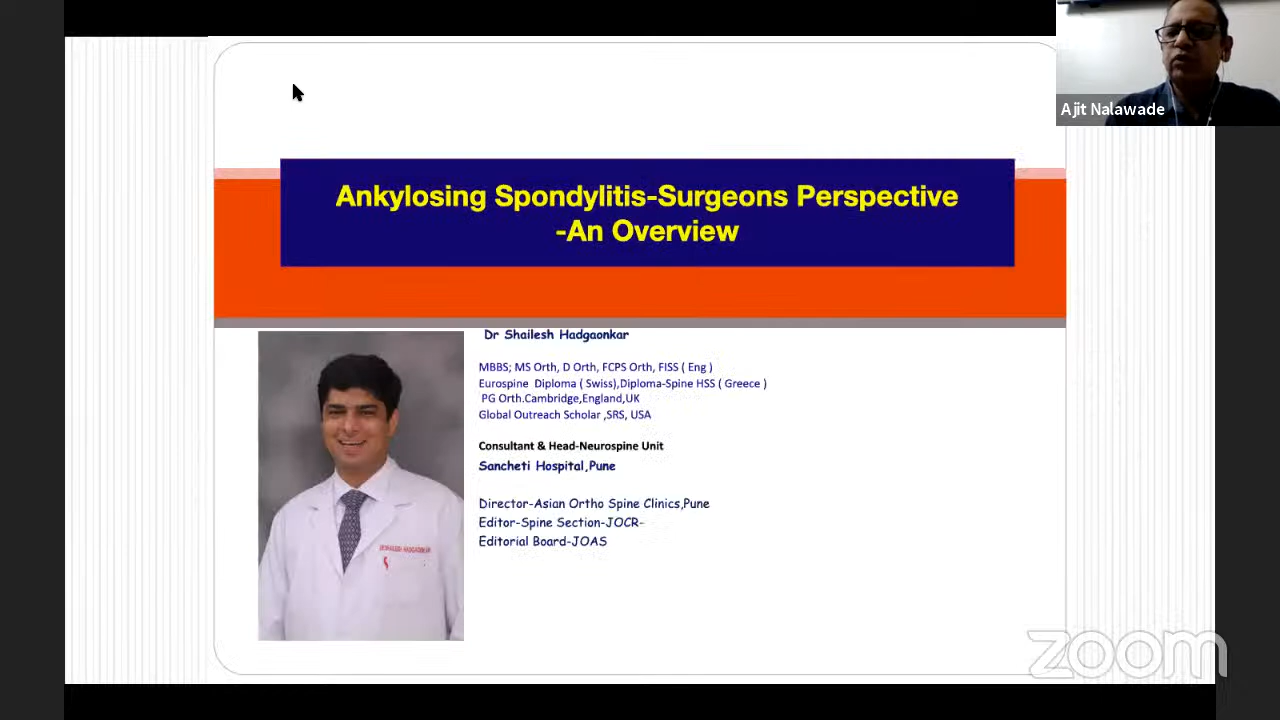 Ajit Nalawade
Ankylosing Spondylitis-Surgeons Perspective
-An Overview
Dr Shailesh Hadgaonkar
MBBS; MS Orth, D Orth, FCPS Orth, FISS ( Eng )
Eurospine Diploma ( Swiss),Diploma-Spine HSS ( Greece )
PG Orth.Cambridge,England,UK
Global Outreach Scholar ,SRS, USA
Consultant & Head-Neurospine Unit
Sancheti Hospital,Pune
Director-Asian Ortho Spine Clinics,Pune
Editor-Spine Section-JOCR-
Editorial Board-JOAS
zoom